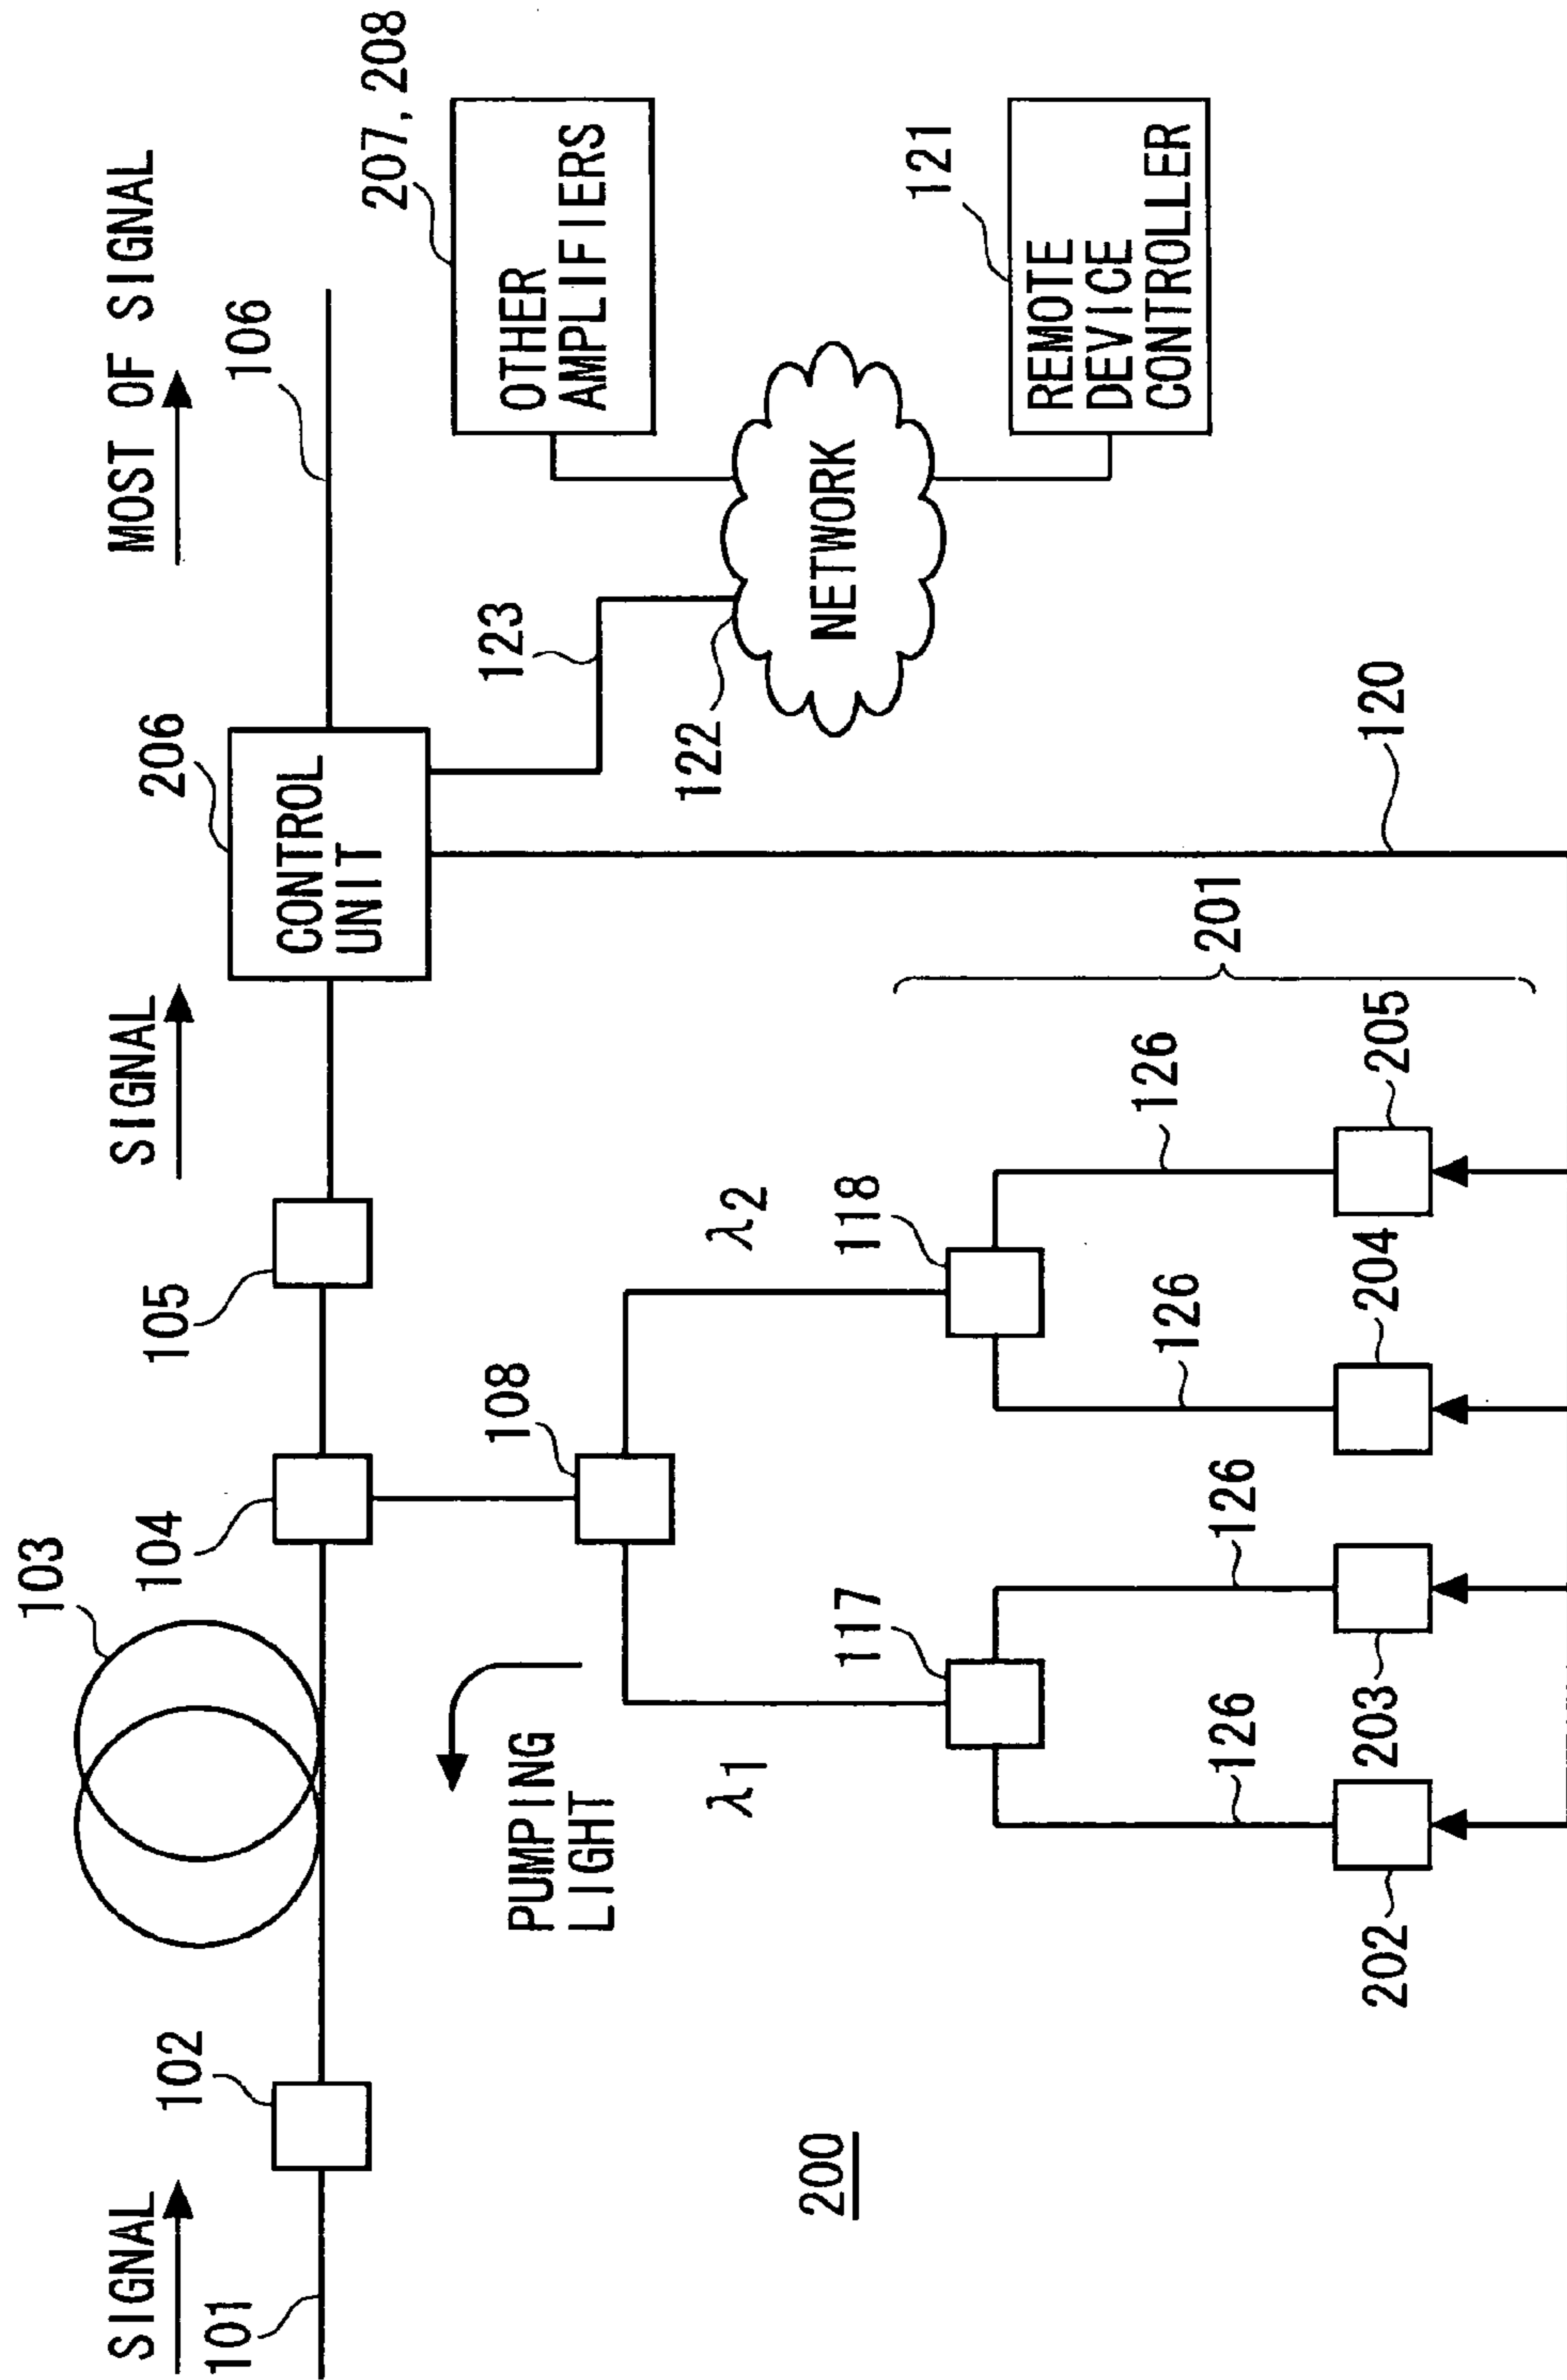 SIGNAL
101
102
103
104
105
SIGNAL
206
CONTROL
UNIT
MOST OF SIGNAL
106
207, 208
OTHER
AMPLIFIERS
123
122
NETWORK
121
REMOTE
DEVICE
CONTROLLER
PUMPING
LIGHT
108
λ1
λ2
117
118
126
126
126
126
201
120
202
203
204
205
200